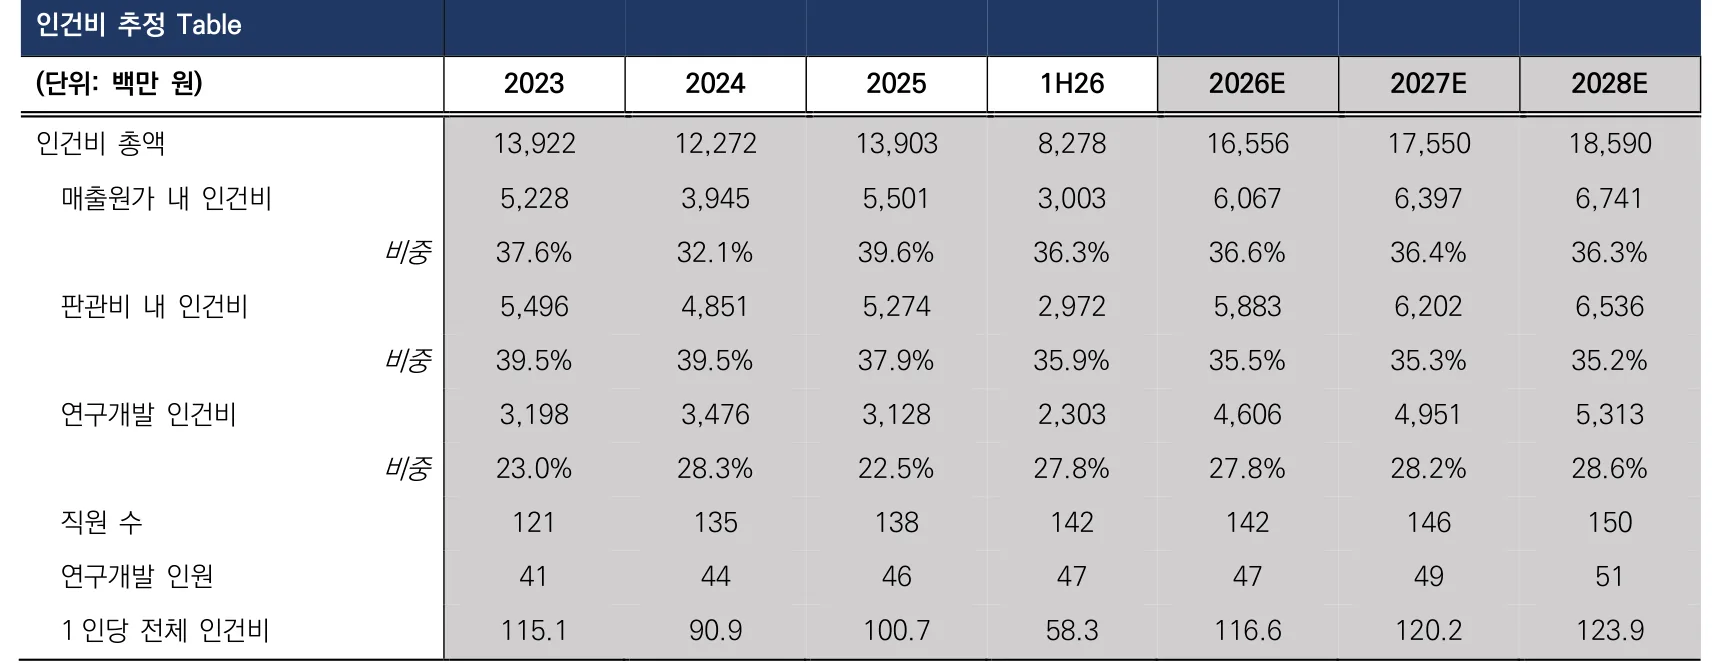 인건비 추정 Table
(단위: 백만 원) 2023 2024 2025 1H26 2026E 2027E 2028E
인건비 총액 13,922 12,272 13,903 8,278 16,556 17,550 18,590
매출원가 내 인건비 5,228 3,945 5,501 3,003 6,067 6,397 6,741
비중 37.6% 32.1% 39.6% 36.3% 36.6% 36.4% 36.3%
판관비 내 인건비 5,496 4,851 5,274 2,972 5,883 6,202 6,536
비중 39.5% 39.5% 37.9% 35.9% 35.5% 35.3% 35.2%
연구개발 인건비 3,198 3,476 3,128 2,303 4,606 4,951 5,313
비중 23.0% 28.3% 22.5% 27.8% 27.8% 28.2% 28.6%
직원 수 121 135 138 142 142 146 150
연구개발 인원 41 44 46 47 47 49 51
1인당 전체 인건비 115.1 90.9 100.7 58.3 116.6 120.2 123.9